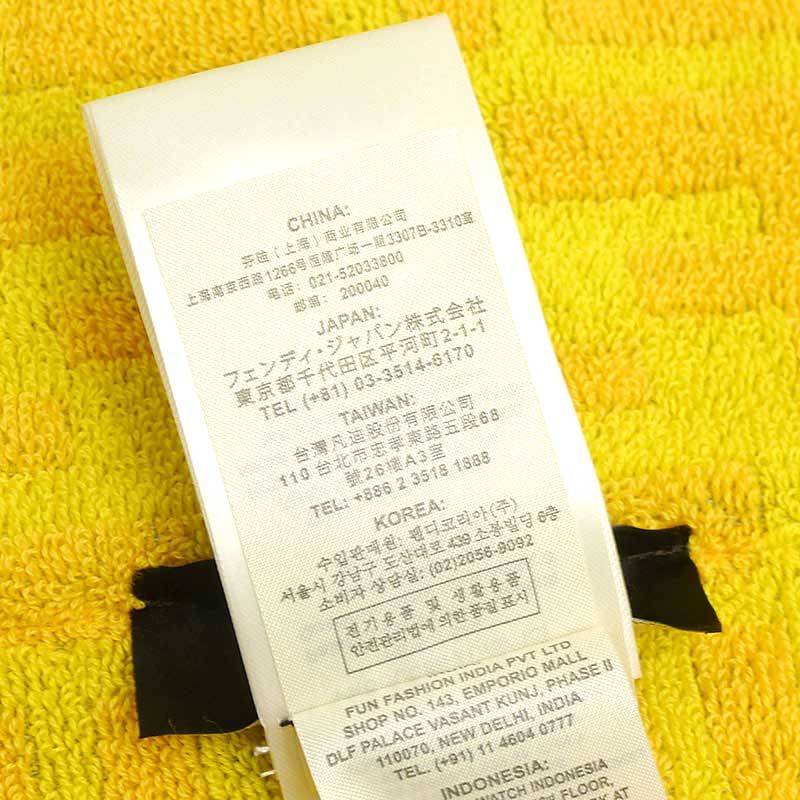 CHINA:
芬迪（上海）商业有限公司
上海南京西路1266号恒隆广场一期3307B-3310室
电话：021-52033800
邮编：200040
JAPAN:
フェンディ・ジャパン株式会社
東京都千代田区平河町2-1-1
TEL (+81) 03-3514-6170
TAIWAN:
台灣凡迪股份有限公司
110 台北市忠孝東路五段68
號26樓A3室
TEL: +886 2 3518 1888
KOREA:
수입판매원: 펜디코리아(주)
서울시 강남구 도산대로 439 소봉빌딩 6층
소비자 상담실: (02)2056-9092
전기용품 및 생활용품
안전관리법에 의한 품질표시
FUN FASHION INDIA PVT LTD
SHOP NO. 143, EMPORIO MALL
DLF PALACE VASANT KUNJ, PHASE II
110070, NEW DELHI, INDIA
TEL. (+91) 11 4604 0777
INDONESIA:
WATCH INDONESIA
FLOOR,
AT